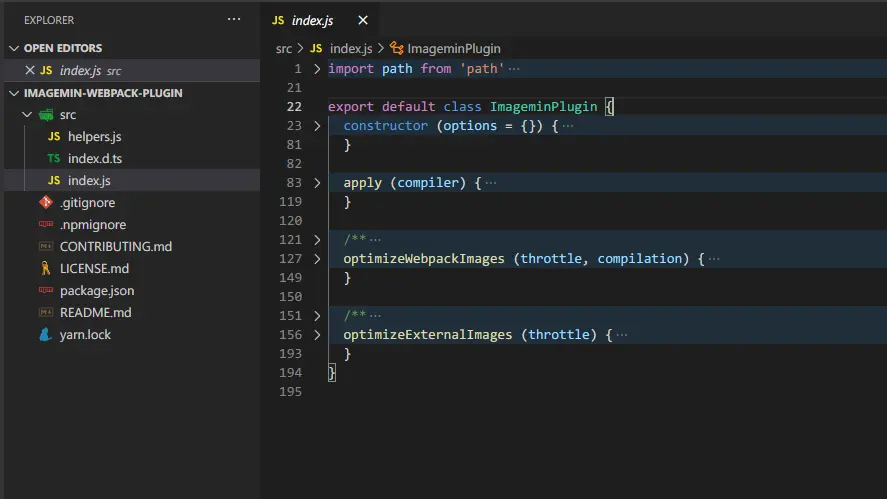 EXPLORER ···
OPEN EDITORS
JS index.js src
IMAGEMIN-WEBPACK-PLUGIN
src
JS helpers.js
TS index.d.ts
JS index.js
.gitignore
.npmignore
CONTRIBUTING.md
LICENSE.md
package.json
README.md
yarn.lock
JS index.js
src > JS index.js > ImageminPlugin
1 import path from 'path' ···
21
22 export default class ImageminPlugin {
23 constructor (options = {}) { ···
81 }
82
83 apply (compiler) { ···
119 }
120
121 /** ···
127 optimizeWebpackImages (throttle, compilation) { ···
149 }
150
151 /** ···
156 optimizeExternalImages (throttle) { ···
193 }
194 }
195